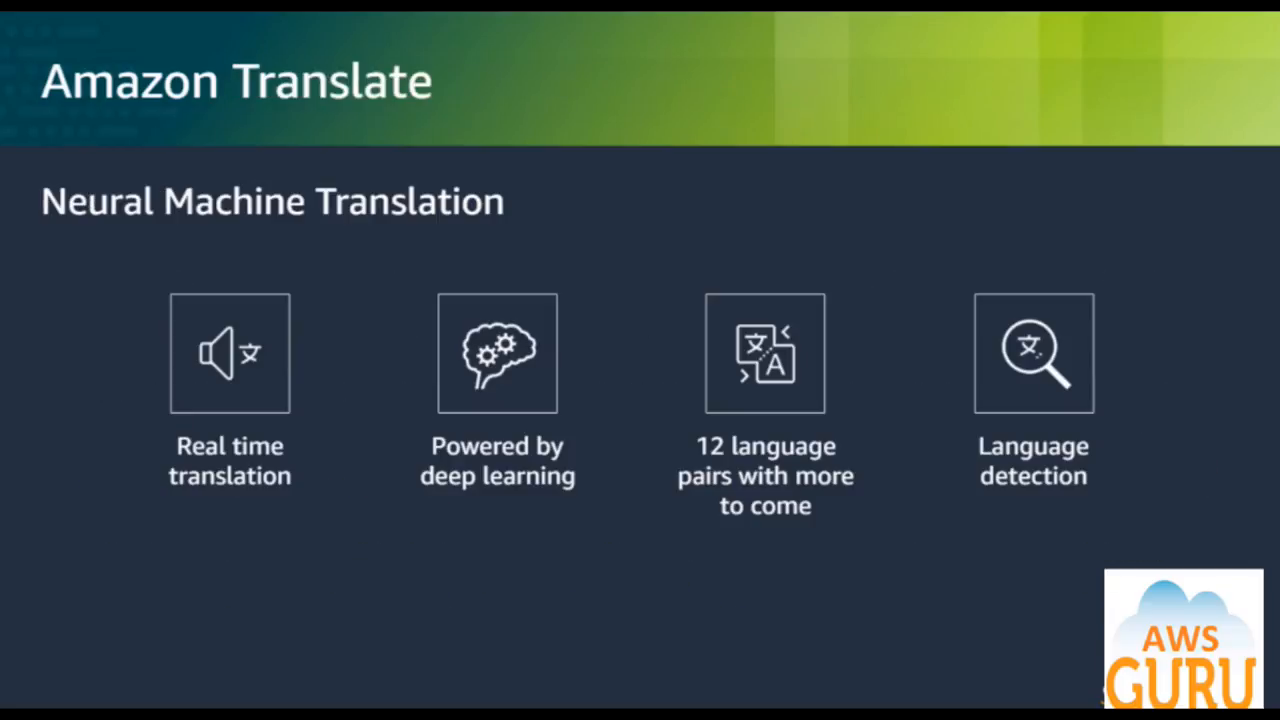 Amazon Translate
Neural Machine Translation
Real time
translation
Powered by
deep learning
12 language
pairs with more
to come
Language
detection
AWS
GURU